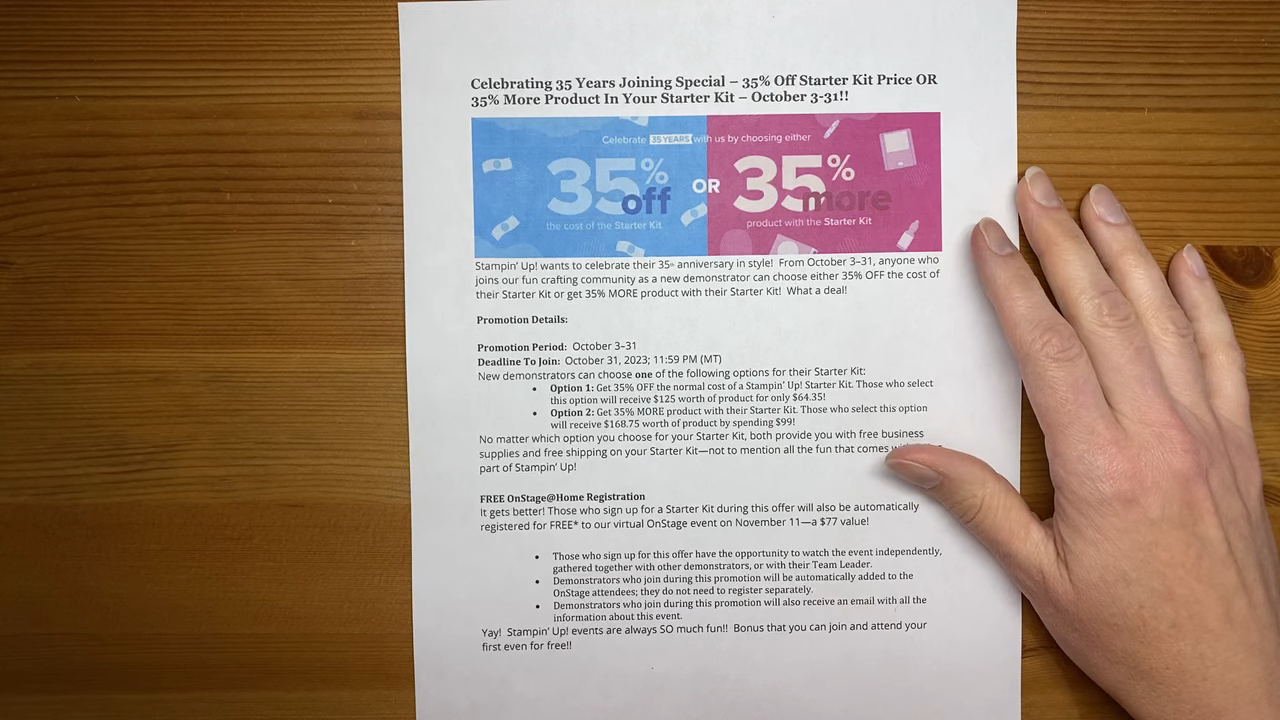 Celebrating 35 Years Joining Special – 35% Off Starter Kit Price OR
35% More Product In Your Starter Kit – October 3-31!!
Celebrate 35 YEARS with us by choosing either
35% off
OR
35% more
the cost of the Starter Kit
product with the Starter Kit
Stampin’ Up! wants to celebrate their 35th anniversary in style!  From October 3–31, anyone who
joins our fun crafting community as a new demonstrator can choose either 35% OFF the cost of
their Starter Kit or get 35% MORE product with their Starter Kit!  What a deal!
Promotion Details:
Promotion Period:  October 3–31
Deadline To Join:  October 31, 2023; 11:59 PM (MT)
New demonstrators can choose one of the following options for their Starter Kit:
• Option 1: Get 35% OFF the normal cost of a Stampin’ Up! Starter Kit. Those who select
this option will receive $125 worth of product for only $64.35!
• Option 2: Get 35% MORE product with their Starter Kit. Those who select this option
will receive $168.75 worth of product by spending $99!
No matter which option you choose for your Starter Kit, both provide you with free business
supplies and free shipping on your Starter Kit—not to mention all the fun that comes
part of Stampin’ Up!
FREE OnStage@Home Registration
It gets better! Those who sign up for a Starter Kit during this offer will also be automatically
registered for FREE* to our virtual OnStage event on November 11—a $77 value!
• Those who sign up for this offer have the opportunity to watch the event independently,
gathered together with other demonstrators, or with their Team Leader.
• Demonstrators who join during this promotion will be automatically added to the
OnStage attendees; they do not need to register separately.
• Demonstrators who join during this promotion will also receive an email with all the
information about this event.
Yay!  Stampin’ Up! events are always SO much fun!!  Bonus that you can join and attend your
first even for free!!